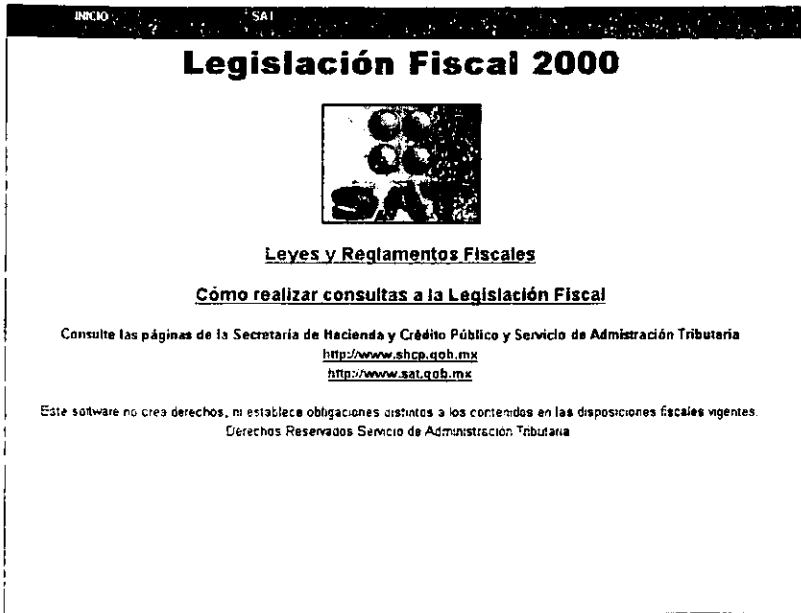 INICIO SAT
Legislación Fiscal 2000
Leyes y Reglamentos Fiscales
Cómo realizar consultas a la Legislación Fiscal
Consulte las páginas de la Secretaría de Hacienda y Crédito Público y Servicio de Admistración Tributaria
http://www.shcp.gob.mx
http://www.sat.gob.mx
Este software no crea derechos, ni establece obligaciones distintos a los contenidos en las disposiciones fiscales vigentes.
Derechos Reservados Servicio de Administración Tributaria